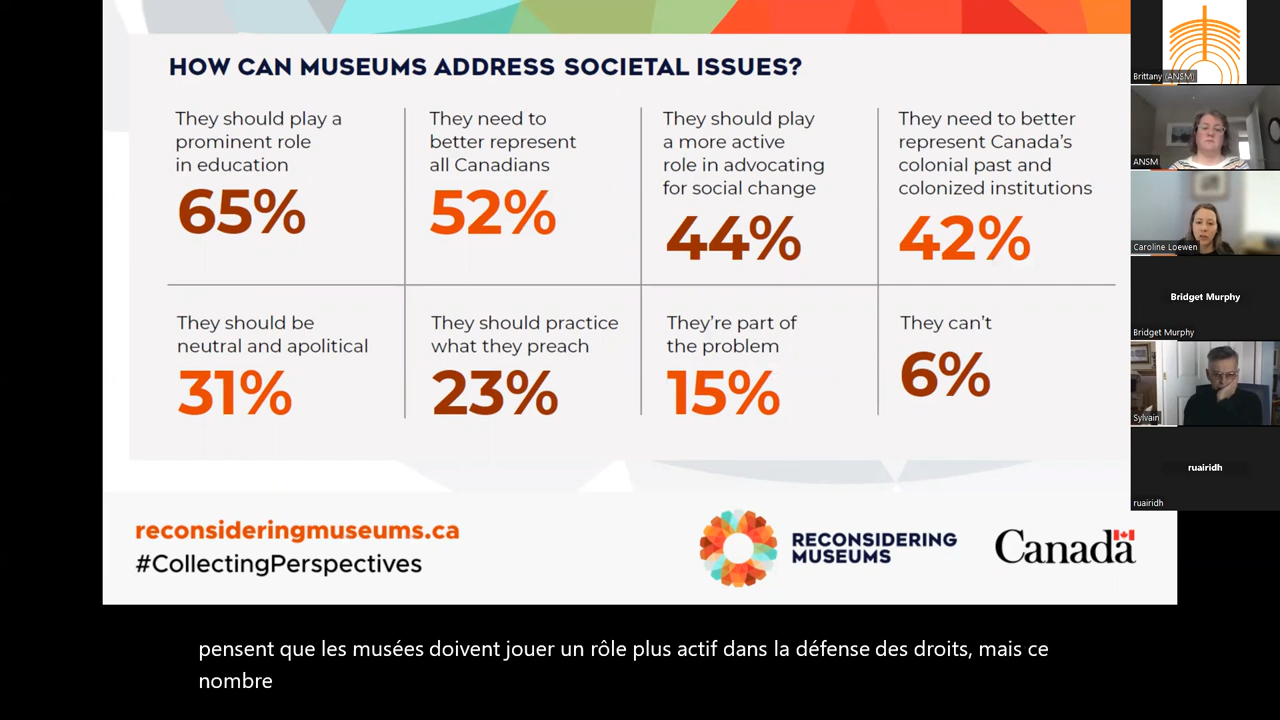 HOW CAN MUSEUMS ADDRESS SOCIETAL ISSUES?
They should play a
prominent role
in education
65%
They need to
better represent
all Canadians
52%
They should play
a more active
role in advocating
for social change
44%
They need to better
represent Canada's
colonial past and
colonized institutions
42%
They should be
neutral and apolitical
31%
They should practice
what they preach
23%
They're part of
the problem
15%
They can't
6%
reconsideringmuseums.ca
#CollectingPerspectives
RECONSIDERING
MUSEUMS
Canada
Brittany (ANSM)
ANSM
Caroline Loewen
Bridget Murphy
Bridget Murphy
Sylvain
ruairidh
ruairidh
pensent que les musées doivent jouer un rôle plus actif dans la défense des droits, mais ce
nombre